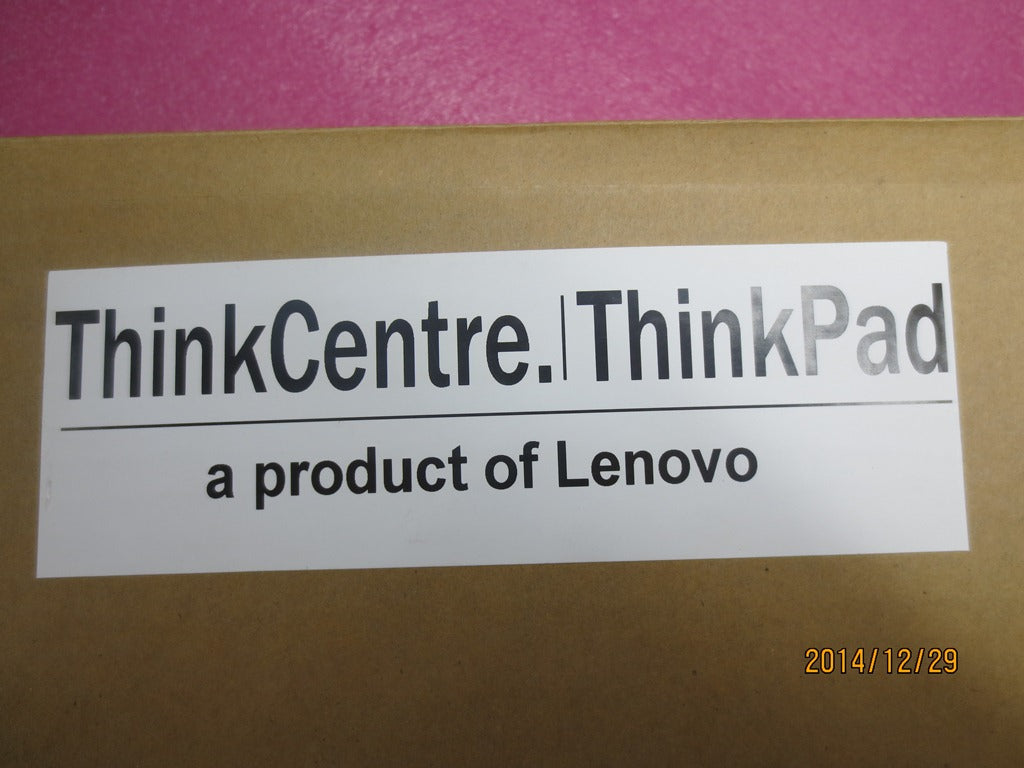 ThinkCentre.|ThinkPad
a product of Lenovo
2014/12/29